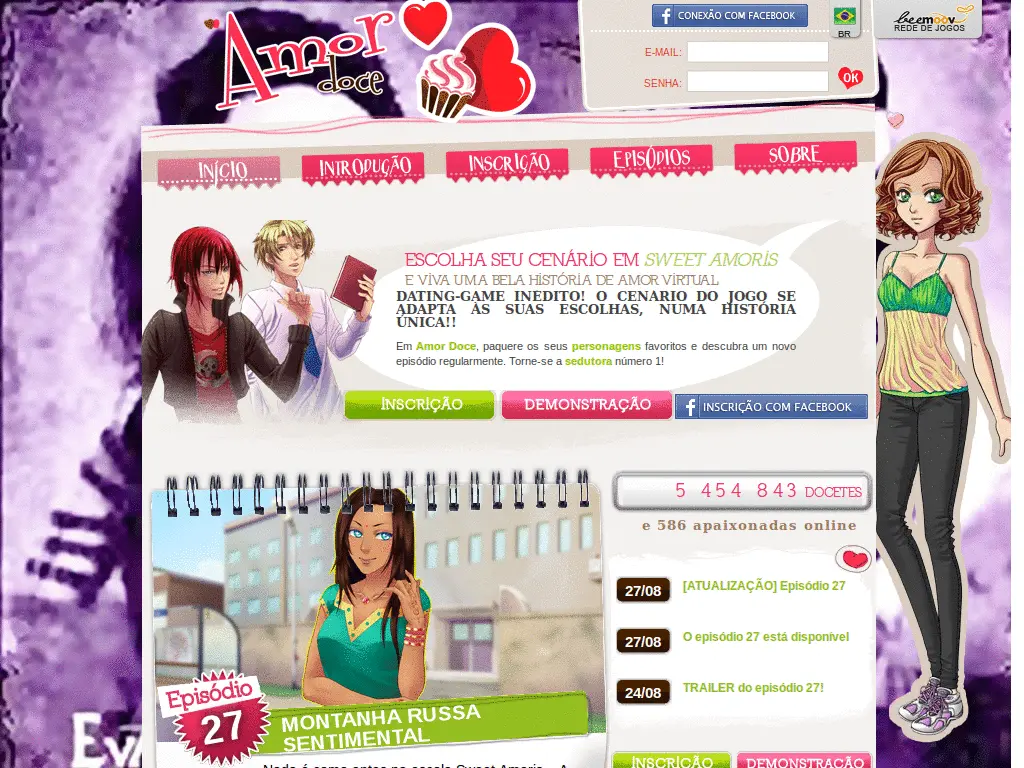 Amor
doce
CONEXÃO COM FACEBOOK
BR
beemoov
REDE DE JOGOS
E-MAIL:
SENHA:
OK
INÍCIO
INTRODUÇÃO
INSCRIÇÃO
EPISÓDIOS
SOBRE
ESCOLHA SEU CENÁRIO EM SWEET AMORIS
E VIVA UMA BELA HISTÓRIA DE AMOR VIRTUAL
DATING-GAME INEDITO! O CENARIO DO JOGO SE
ADAPTA ÀS SUAS ESCOLHAS, NUMA HISTÓRIA
ÚNICA!!
Em Amor Doce, paquere os seus personagens favoritos e descubra um novo
episódio regularmente. Torne-se a sedutora número 1!
INSCRIÇÃO
DEMONSTRAÇÃO
INSCRIÇÃO COM FACEBOOK
5 454 843 DOCETES
e 586 apaixonadas online
27/08
[ATUALIZAÇÃO] Episódio 27
27/08
O episódio 27 está disponível
24/08
TRAILER do episódio 27!
Episódio
27
MONTANHA RUSSA
SENTIMENTAL
INSCRIÇÃO
DEMONSTRAÇÃO
Nada é como antes na escola Sweet Amoris... A